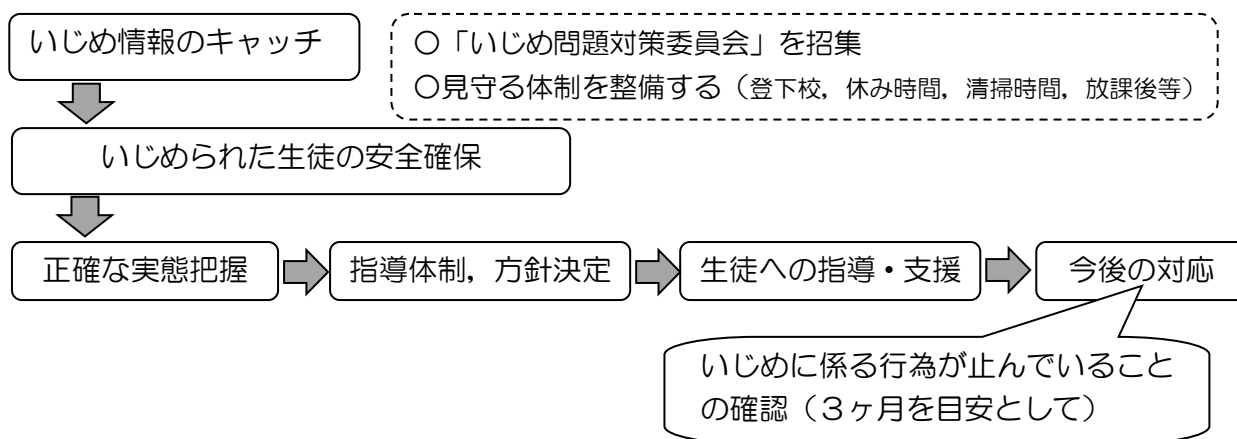 いじめ情報のキャッチ
〇「いじめ問題対策委員会」を招集
〇見守る体制を整備する（登下校，休み時間，清掃時間，放課後等）
いじめられた生徒の安全確保
正確な実態把握
指導体制，方針決定
生徒への指導・支援
今後の対応
いじめに係る行為が止んでいること
の確認（３ヶ月を目安として）